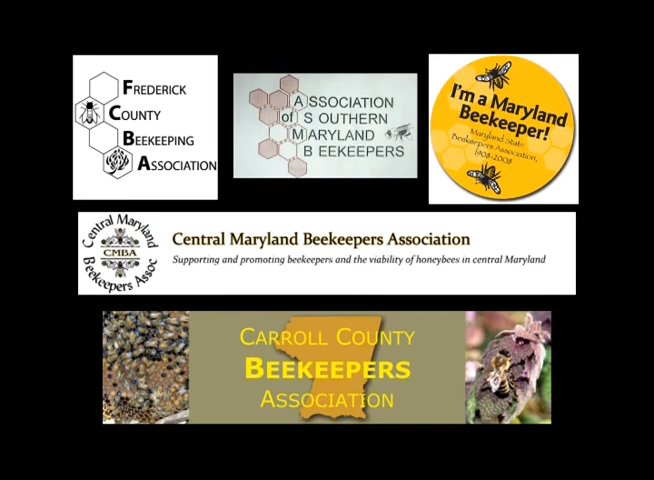 FREDERICK
COUNTY
BEEKEEPING
ASSOCIATION
ASSOCIATION
of SOUTHERN
MARYLAND
BEEKEEPERS
I'm a Maryland
Beekeeper!
Maryland State
Beekeepers Association,
1908-2008
Central Maryland
CMBA
Beekeepers Assoc
Central Maryland Beekeepers Association
Supporting and promoting beekeepers and the viability of honeybees in central Maryland
CARROLL COUNTY
BEEKEEPERS
ASSOCIATION